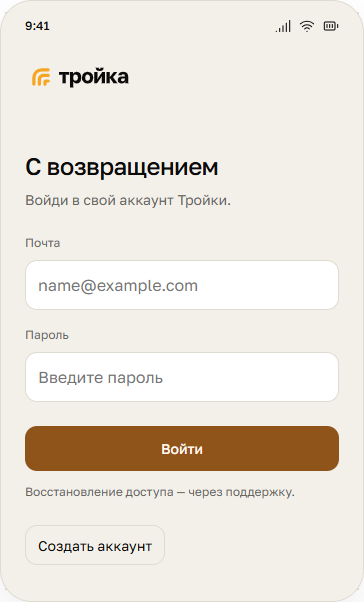 9:41
тройка
С возвращением
Войди в свой аккаунт Тройки.
Почта
name@example.com
Пароль
Введите пароль
Войти
Восстановление доступа — через поддержку.
Создать аккаунт